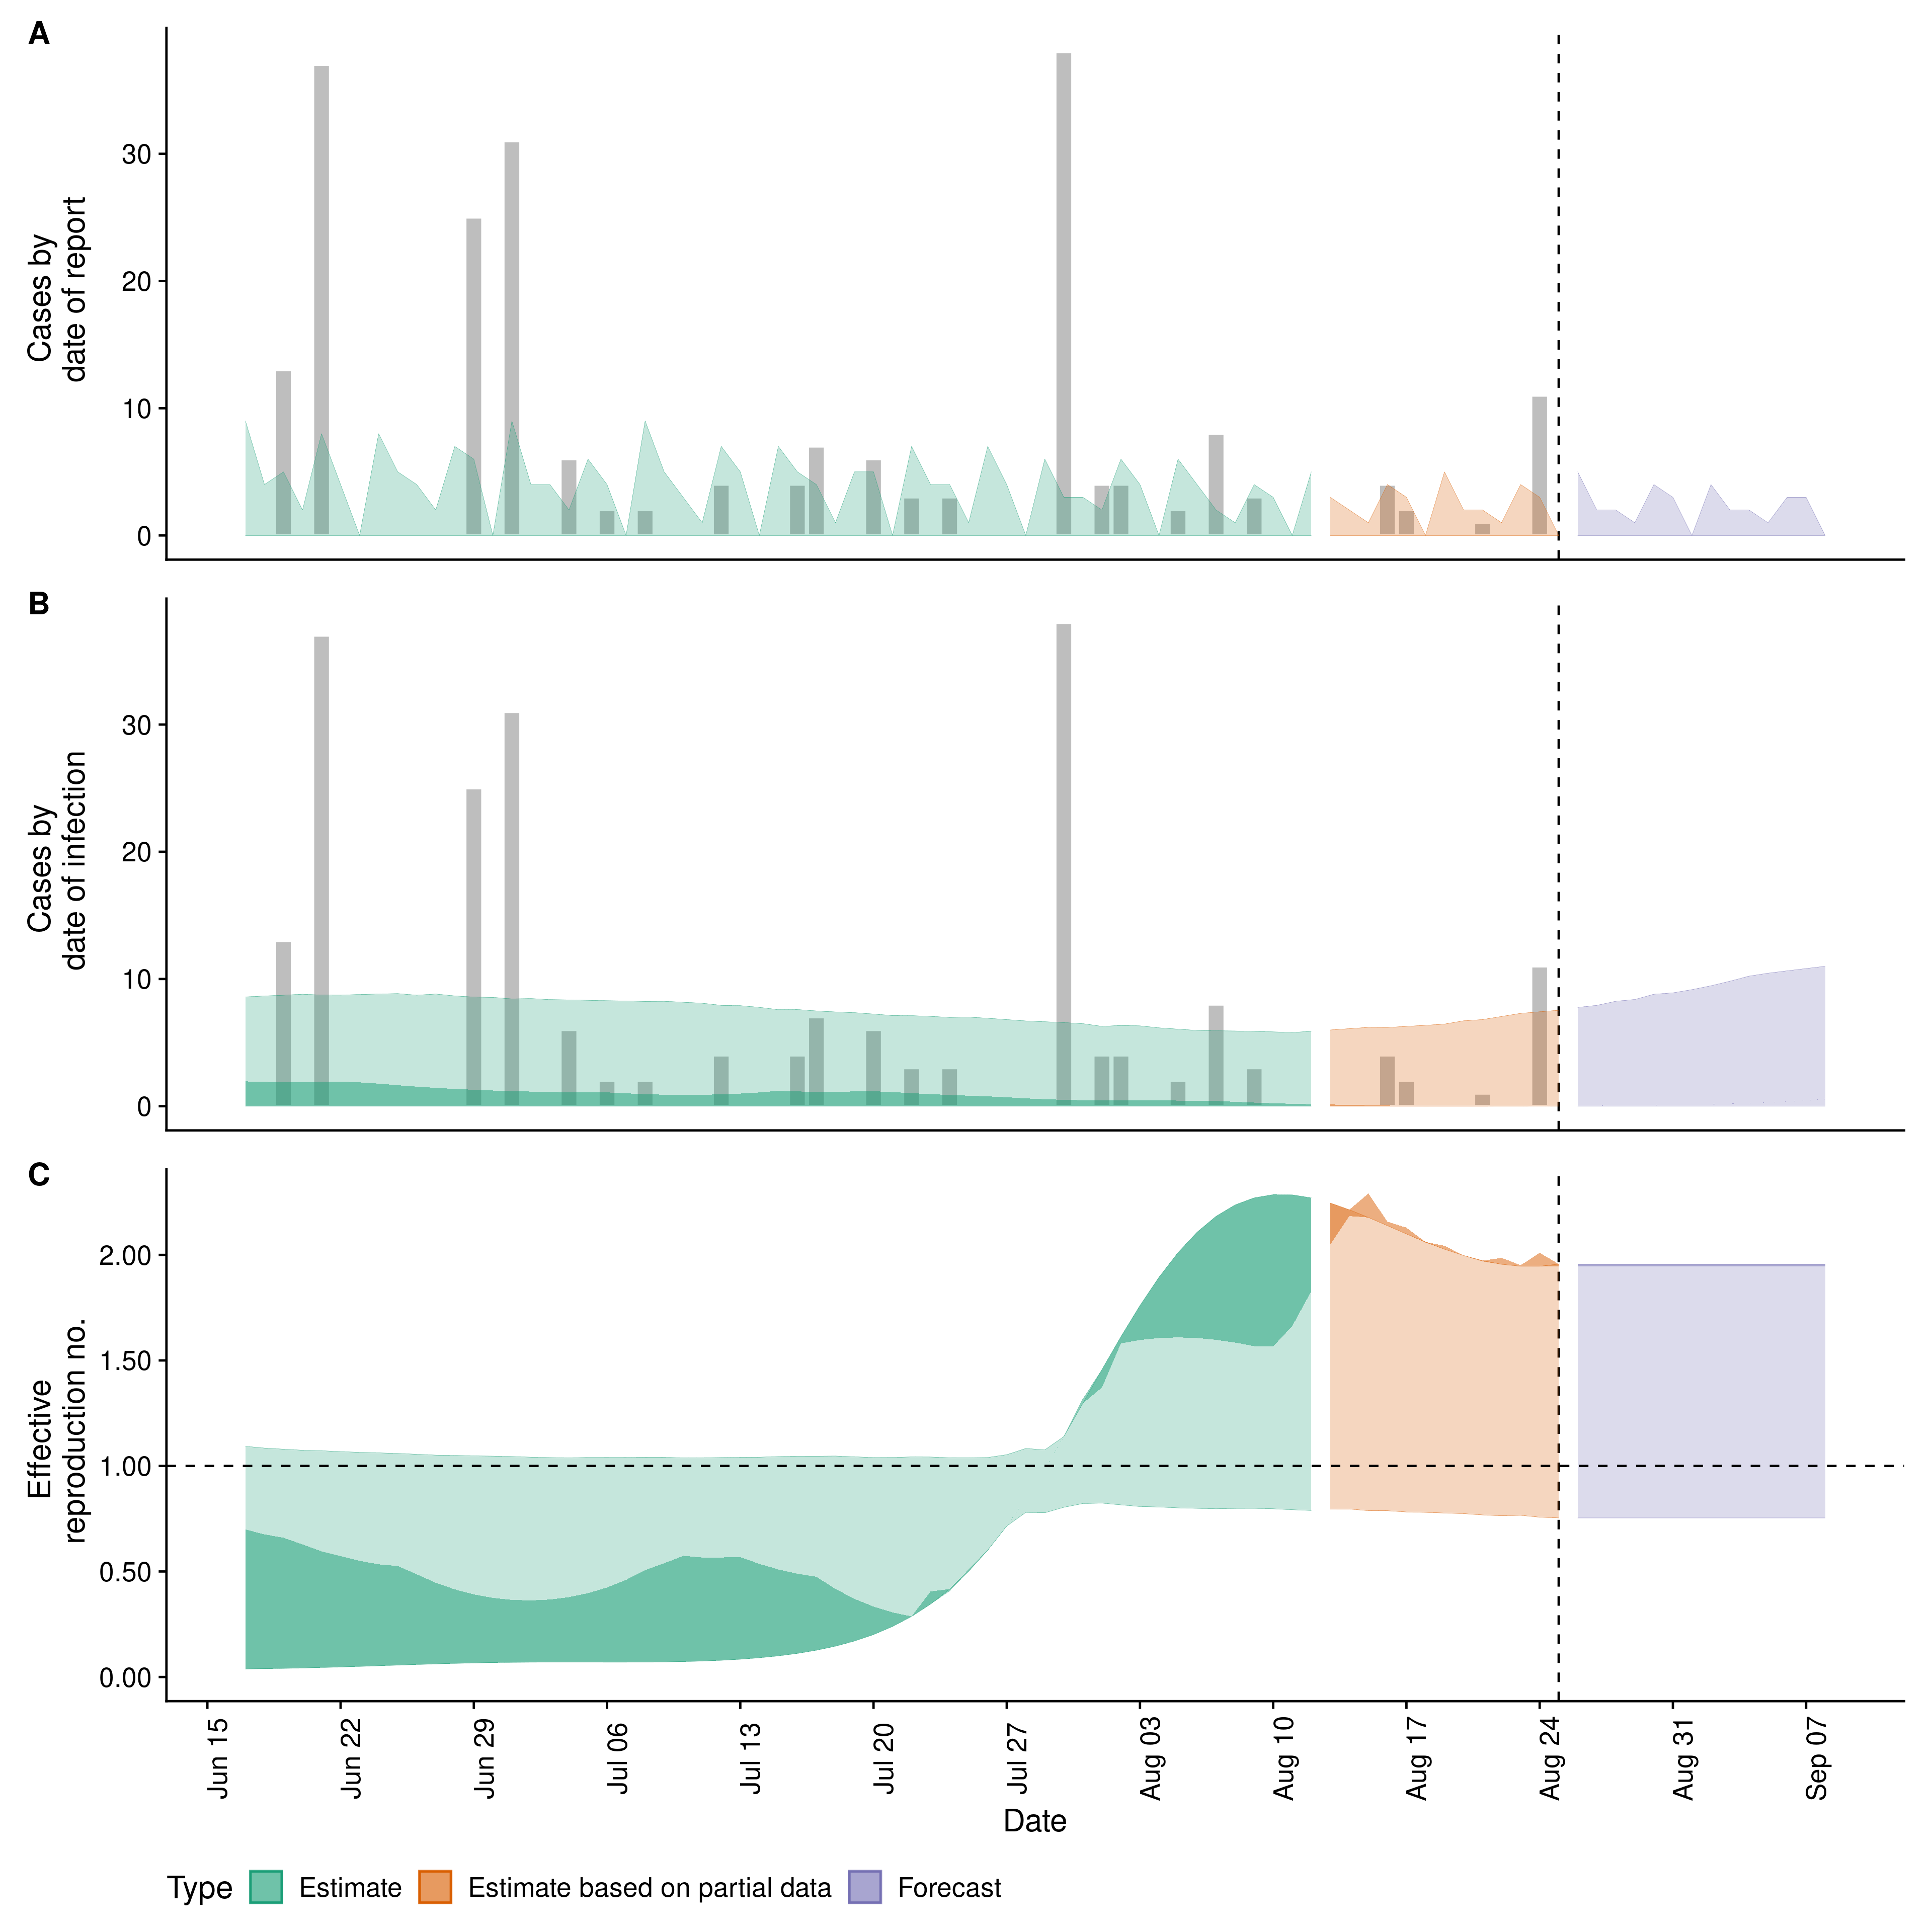 A
Cases by
date of report
30
20
10
0
B
Cases by
date of infection
30
20
10
0
C
Effective
reproduction no.
2.00
1.50
1.00
0.50
0.00
Jun 15
Jun 22
Jun 29
Jul 06
Jul 13
Jul 20
Jul 27
Aug 03
Aug 10
Aug 17
Aug 24
Aug 31
Sep 07
Date
Type Estimate Estimate based on partial data Forecast